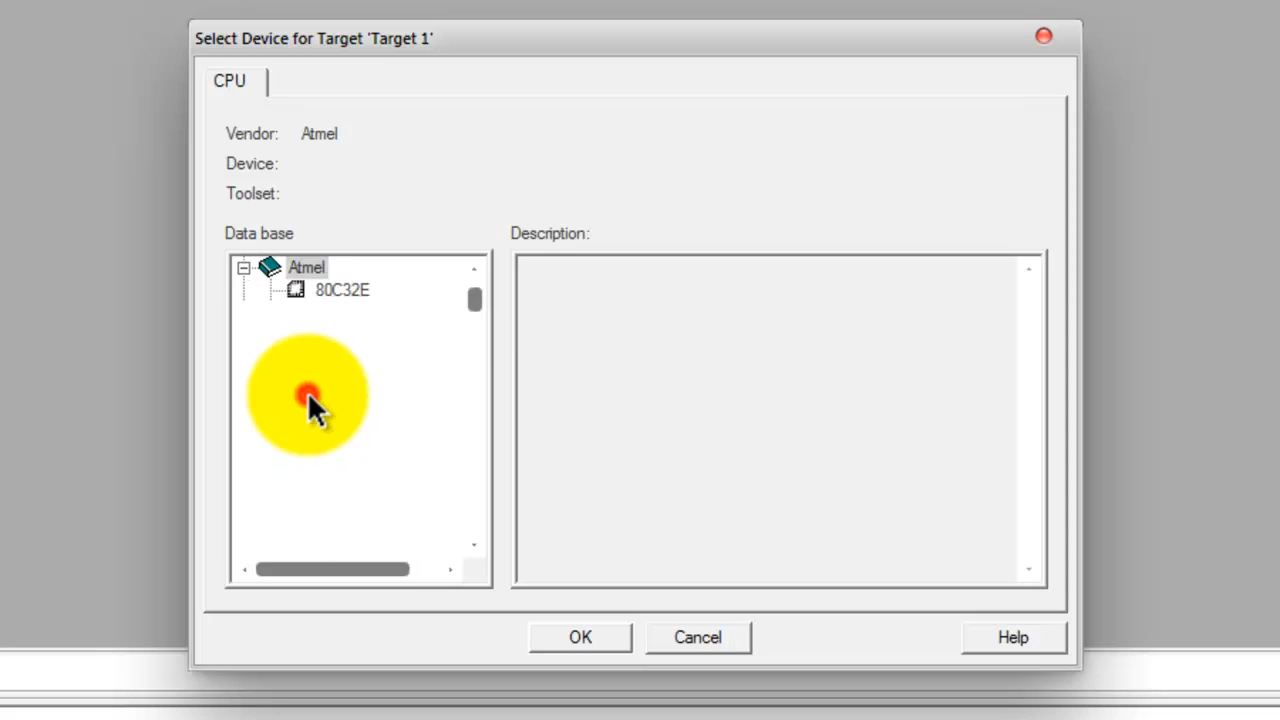 Select Device for Target 'Target 1'
CPU
Vendor: Atmel
Device:
Toolset:
Data base
Description:
Atmel
80C32E
OK
Cancel
Help